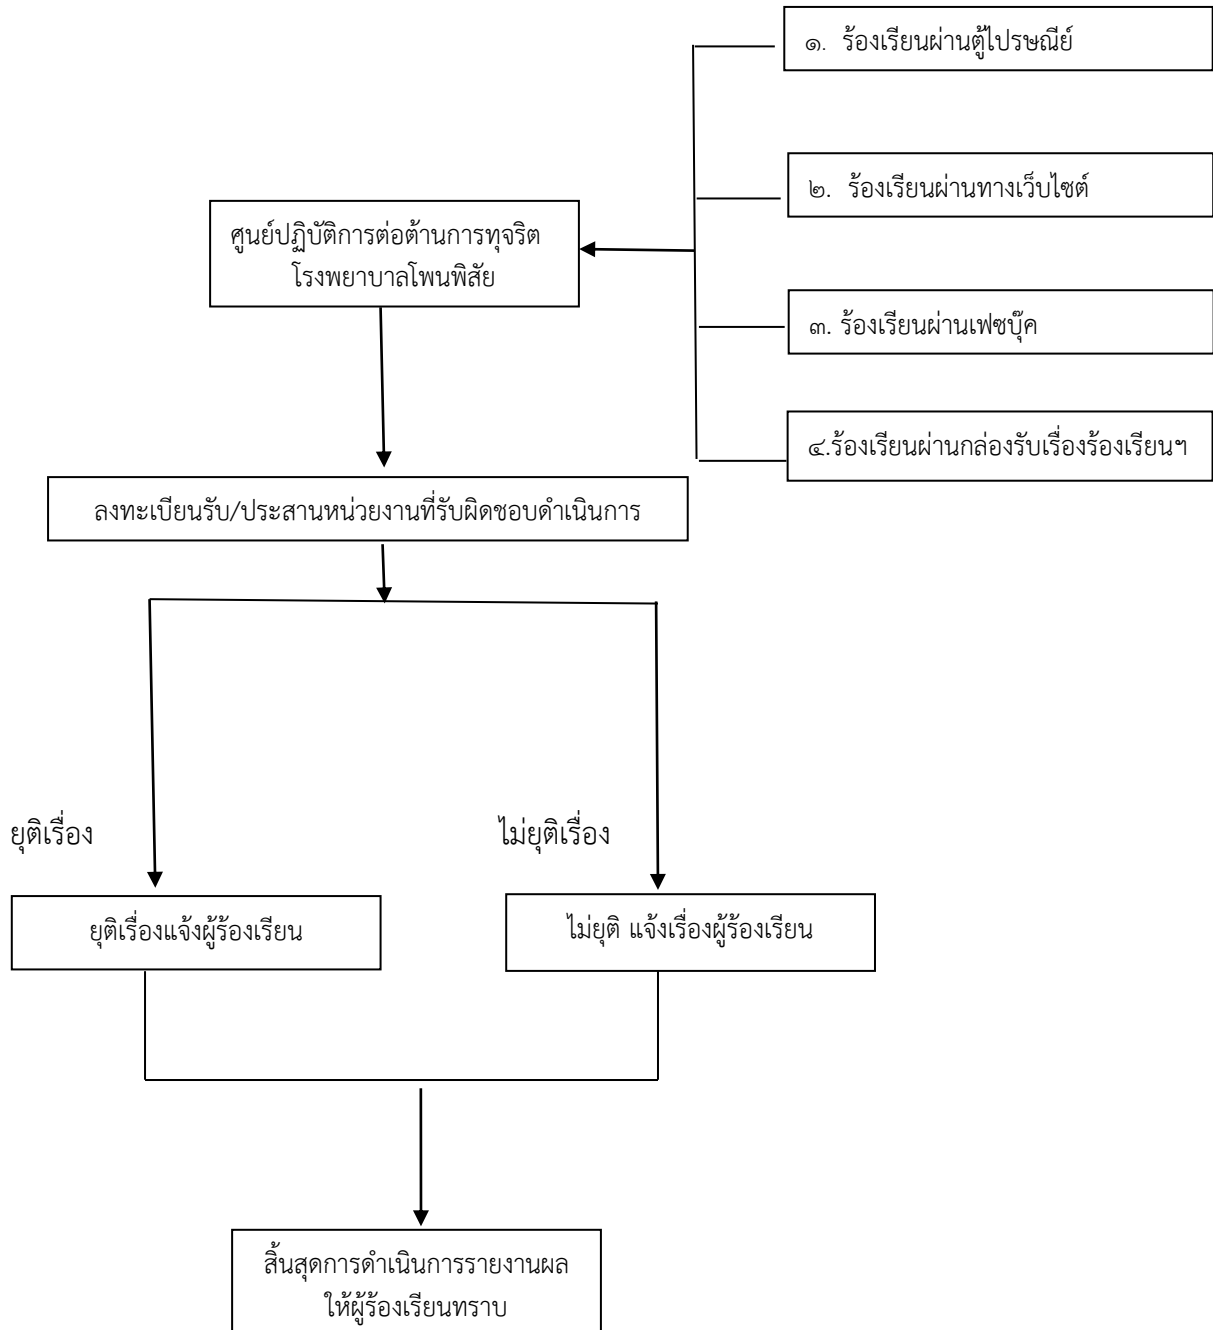 ๑. ร้องเรียนผ่านตู้ไปรษณีย์
๒. ร้องเรียนผ่านทางเว็บไซต์
ศูนย์ปฏิบัติการต่อต้านการทุจริต
โรงพยาบาลโพนพิสัย
๓. ร้องเรียนผ่านเฟซบุ๊ค
๔.ร้องเรียนผ่านกล่องรับเรื่องร้องเรียนฯ
ลงทะเบียนรับ/ประสานหน่วยงานที่รับผิดชอบดำเนินการ
ยุติเรื่อง
ไม่ยุติเรื่อง
ยุติเรื่องแจ้งผู้ร้องเรียน
ไม่ยุติ แจ้งเรื่องผู้ร้องเรียน
สิ้นสุดการดำเนินการรายงานผล
ให้ผู้ร้องเรียนทราบ